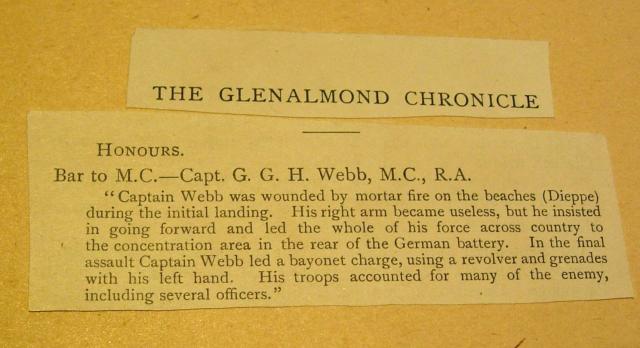 THE GLENALMOND CHRONICLE
HONOURS.
Bar to M.C.—Capt. G. G. H. Webb, M.C., R.A.
“Captain Webb was wounded by mortar fire on the beaches (Dieppe)
during the initial landing. His right arm became useless, but he insisted
in going forward and led the whole of his force across country to
the concentration area in the rear of the German battery. In the final
assault Captain Webb led a bayonet charge, using a revolver and grenades
with his left hand. His troops accounted for many of the enemy,
including several officers.”